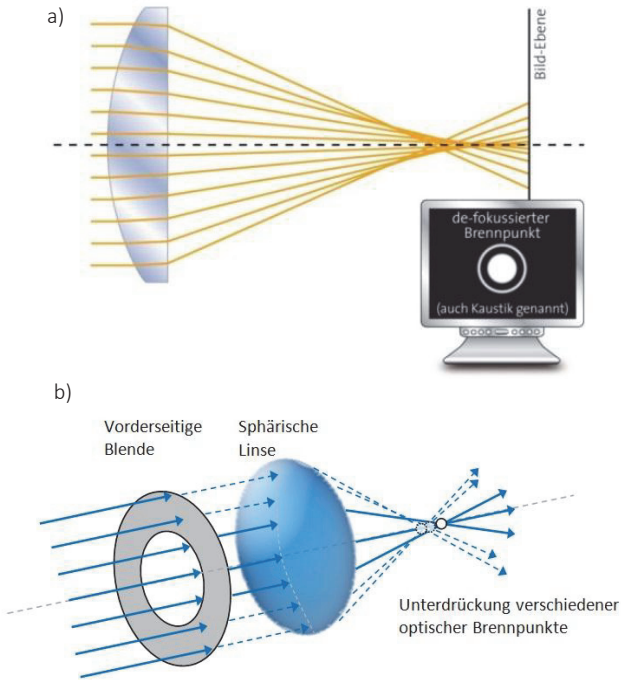 a)
Bild-Ebene
de-fokussierter
Brennpunkt
(auch Kaustik genannt)
b)
Vorderseitige
Blende
Sphärische
Linse
Unterdrückung verschiedener
optischer Brennpunkte